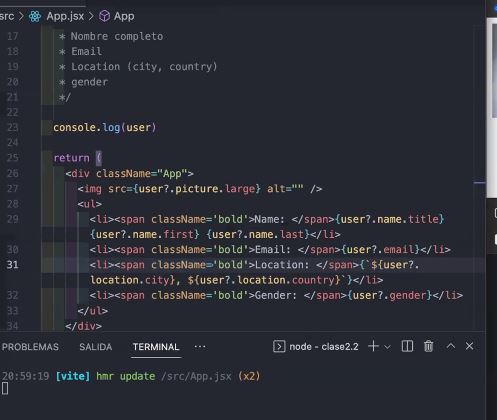 src > App.jsx > App
17 * Nombre completo
18 * Email
19 * Location (city, country)
20 * gender
21 */
22
23 console.log(user)
24
25 return (
26 <div className="App">
27 <img src={user?.picture.large} alt="" />
28 <ul>
29 <li><span className='bold'>Name: </span>{user?.name.title}
{user?.name.first} {user?.name.last}</li>
30 <li><span className='bold'>Email: </span>{user?.email}</li>
31 <li><span className='bold'>Location: </span>{`${user?.
location.city}, ${user?.location.country}`}</li>
32 <li><span className='bold'>Gender: </span>{user?.gender}</li>
33 </ul>
34 </div>
PROBLEMAS SALIDA TERMINAL ··· node - clase2.2
20:59:19 [vite] hmr update /src/App.jsx (x2)